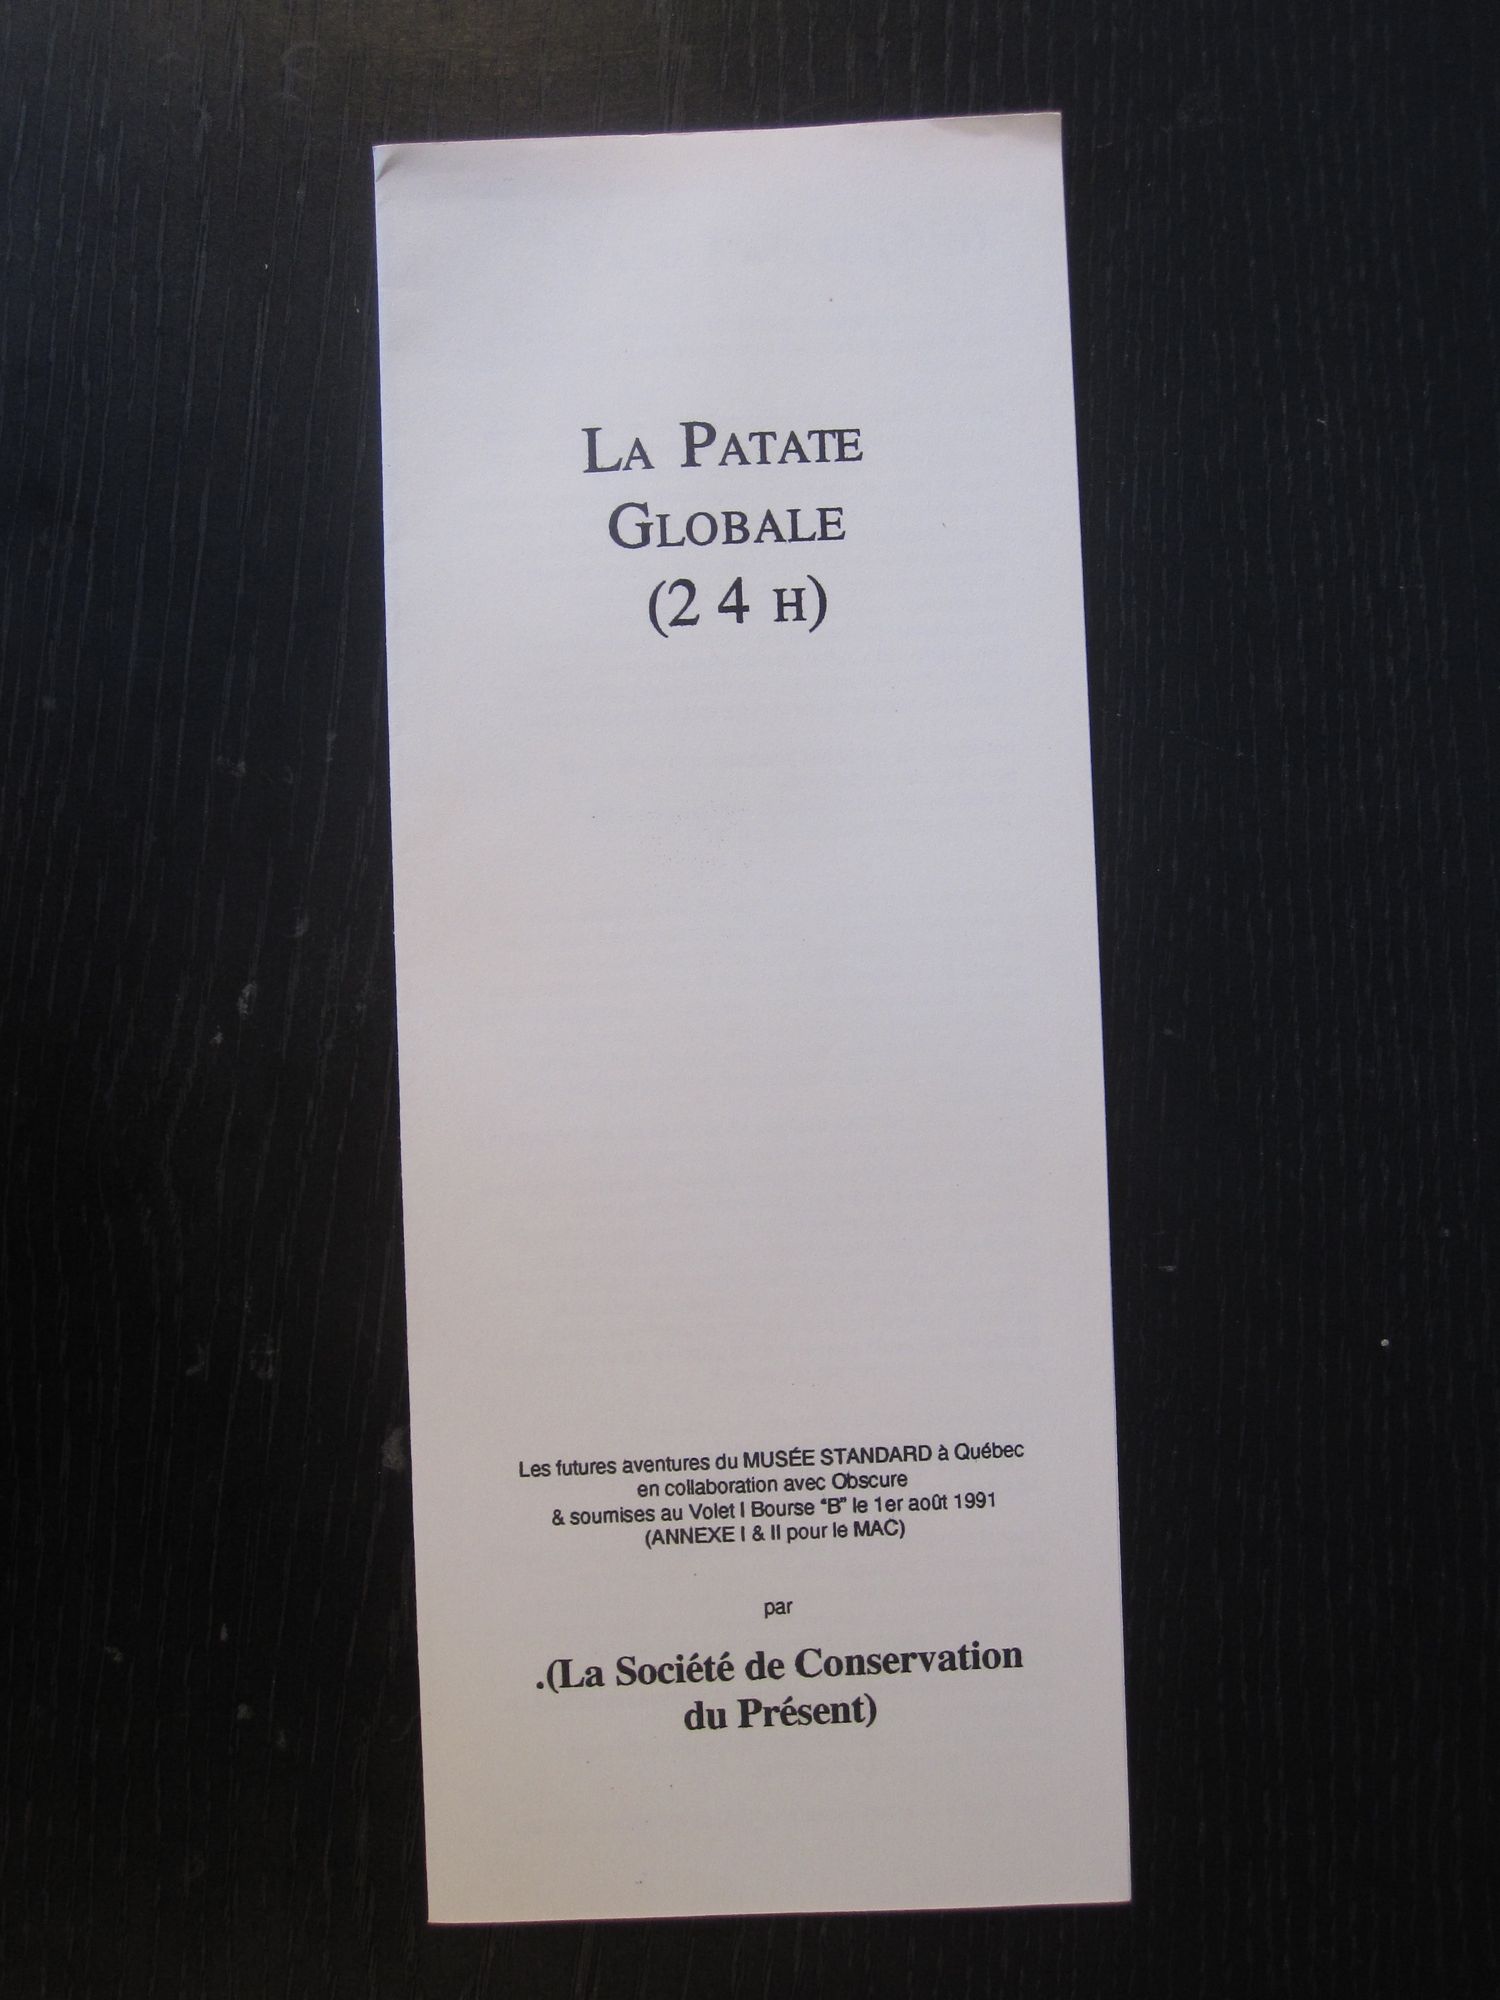 LA PATATE
GLOBALE
(24 H)
Les futures aventures du MUSÉE STANDARD à Québec
en collaboration avec Obscure
& soumises au Volet I Bourse "B" le 1er août 1991
(ANNEXE I & II pour le MAC)
par
.(La Société de Conservation
du Présent)